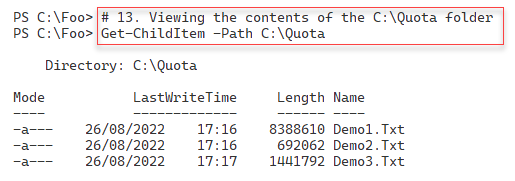 PS C:\Foo> # 13. Viewing the contents of the C:\Quota folder
PS C:\Foo> Get-ChildItem -Path C:\Quota
Directory: C:\Quota
Mode LastWriteTime Length Name
---- ------------- ------ ----
-a--- 26/08/2022 17:16 8388610 Demo1.Txt
-a--- 26/08/2022 17:16 692062 Demo2.Txt
-a--- 26/08/2022 17:17 1441792 Demo3.Txt